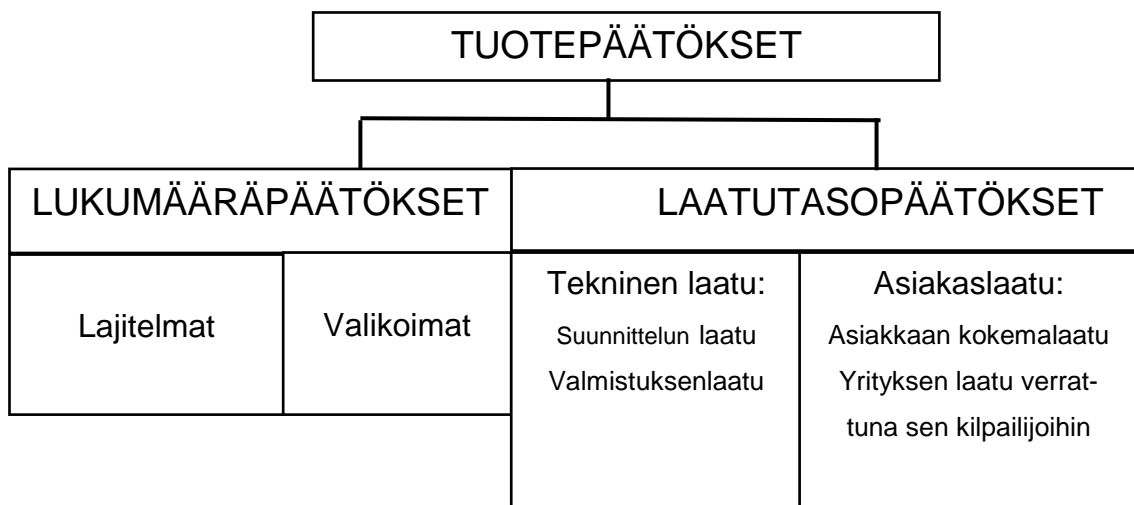 TUOTEPÄÄTÖKSET
LUKUMÄÄRÄPÄÄTÖKSET
LAATUTASOPÄÄTÖKSET
Lajitelmat
Valikoimat
Tekninen laatu:
Suunnittelun laatu
Valmistuksenlaatu
Asiakaslaatu:
Asiakkaan kokemalaatu
Yrityksen laatu verrat-
tuna sen kilpailijoihin